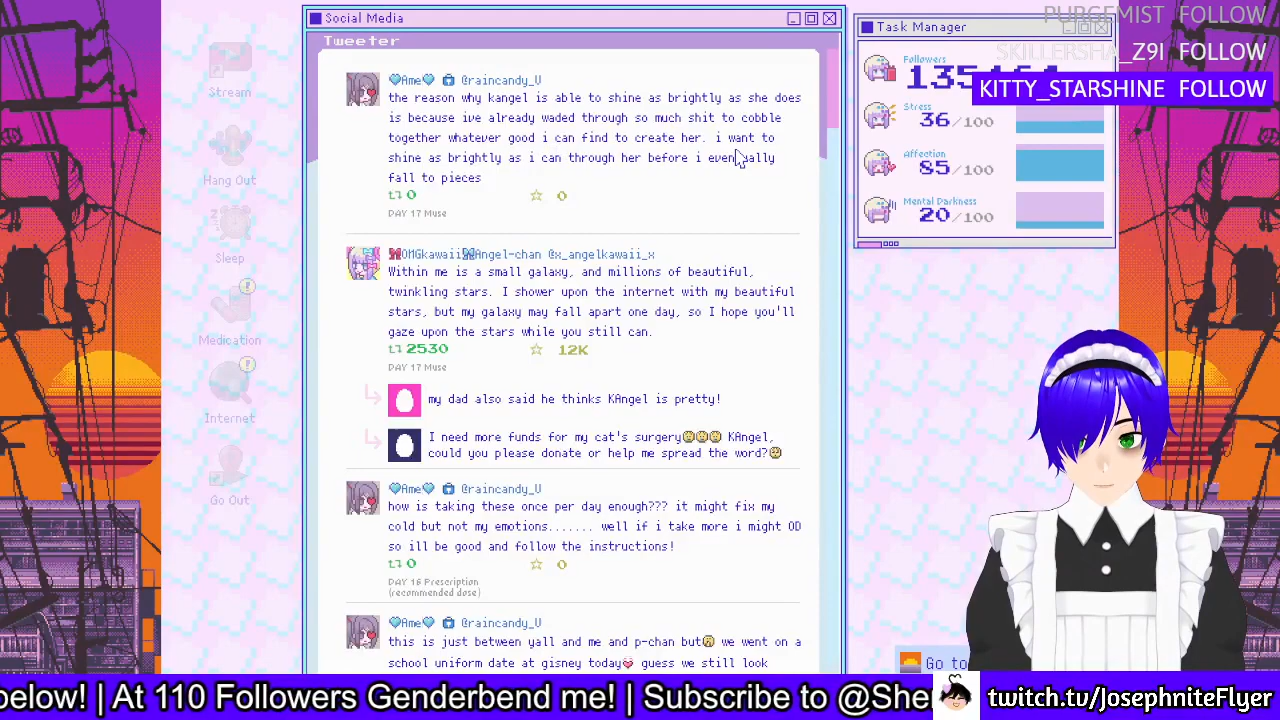 Social Media
Tweeter
Ame @raincandy_U
the reason why kangel is able to shine as brightly as she does
is because ive already waded through so much shit to cobble
together whatever good i can find to create her. i want to
shine as brightly as i can through her before i eventually
fall to pieces
0 0
DAY 17 Muse
OMGkawaii Angel-chan @x_angelkawaii_x
Within me is a small galaxy, and millions of beautiful,
twinkling stars. I shower upon the internet with my beautiful
stars, but my galaxy may fall apart one day, so I hope you'll
gaze upon the stars while you still can.
2530 12K
DAY 17 Muse
my dad also said he thinks KAngel is pretty!
I need more funds for my cat's surgery KAngel,
could you please donate or help me spread the word?
Ame @raincandy_U
how is taking these once per day enough??? it might fix my
cold but not my emotions....... well if i take more i might OD
so ill be good and follow the instructions!
0 0
DAY 16
(recommended dose)
Ame @raincandy_U
this is just between yall and me and p-chan but we went on a
school uniform date at today guess we still look
Stream
Hang Out
Sleep
Medication
Internet
Go Out
Task Manager
Followers
Stress
36/100
Affection
85/100
Mental Darkness
20/100
PURGEMIST FOLLOW
SKILLERSHA_Z9I FOLLOW
KITTY_STARSHINE FOLLOW
Go to
below! | At 110 Followers Genderbend me! | Subscribe to @She
twitch.tv/JosephniteFlyer